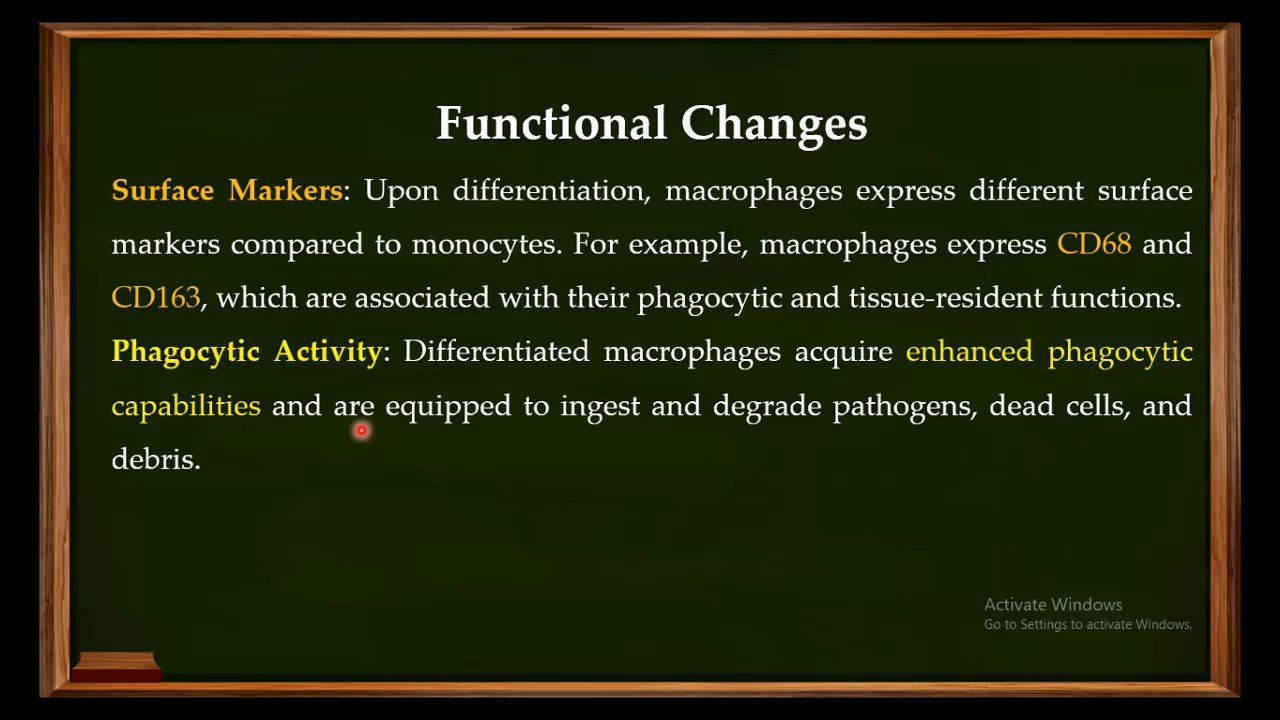 Functional Changes
Surface Markers: Upon differentiation, macrophages express different surface
markers compared to monocytes. For example, macrophages express CD68 and
CD163, which are associated with their phagocytic and tissue-resident functions.
Phagocytic Activity: Differentiated macrophages acquire enhanced phagocytic
capabilities and are equipped to ingest and degrade pathogens, dead cells, and
debris.
Activate Windows
Go to Settings to activate Windows.